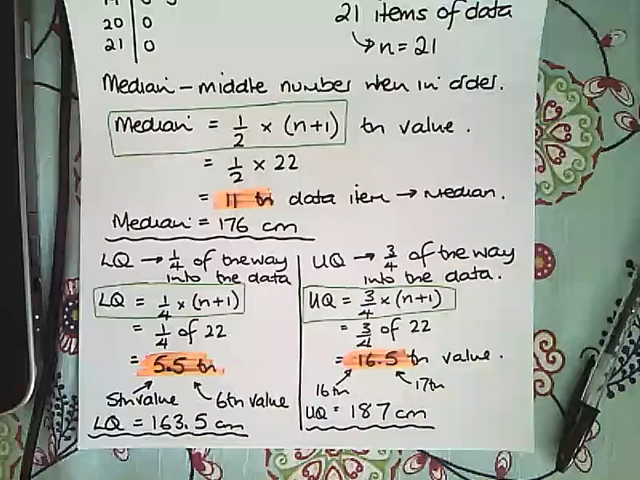 20 | 0
21 | 0
21 items of data
↳ n = 21
Median – middle number when in order.
Median = 1/2 × (n+1) th value.
= 1/2 × 22
= 11 th data item → Median.
Median = 176 cm
LQ → 1/4 of the way into the data
LQ = 1/4 × (n+1)
= 1/4 of 22
= 5.5 th
5th value 6th value
LQ = 163.5 cm
UQ → 3/4 of the way into the data.
UQ = 3/4 × (n+1)
= 3/4 of 22
= 16.5 th value.
16th 17th
UQ = 187 cm